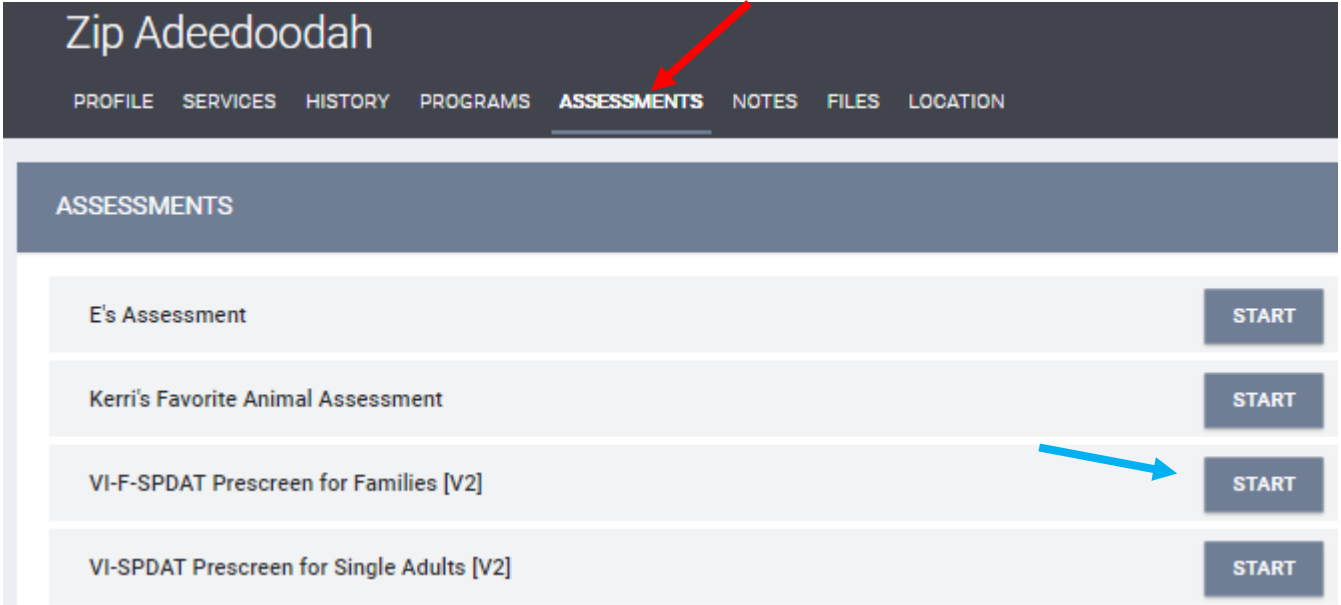 Zip Adeedoodah
PROFILE SERVICES HISTORY PROGRAMS ASSESSMENTS NOTES FILES LOCATION
ASSESSMENTS
E's Assessment START
Kerri's Favorite Animal Assessment START
VI-F-SPDAT Prescreen for Families [V2] START
VI-SPDAT Prescreen for Single Adults [V2] START